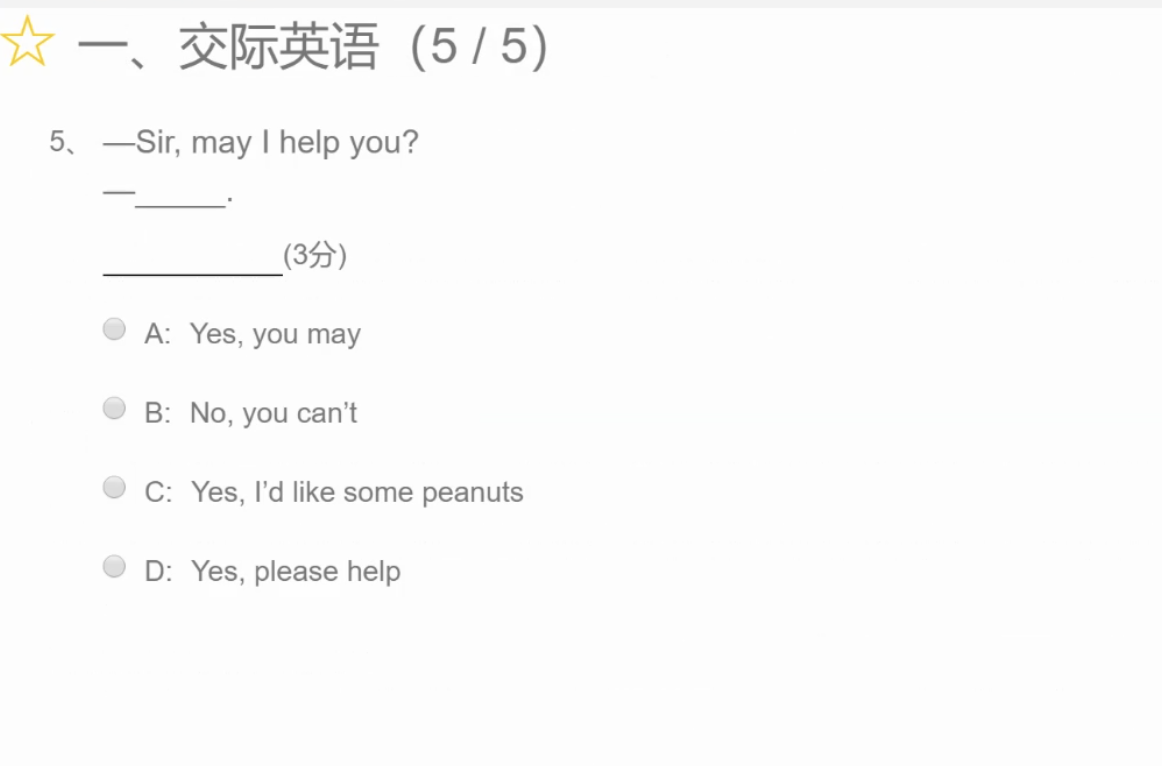 一、交际英语（5 / 5）
5、 —Sir, may I help you?
—______.
____________(3分)
A: Yes, you may
B: No, you can’t
C: Yes, I’d like some peanuts
D: Yes, please help